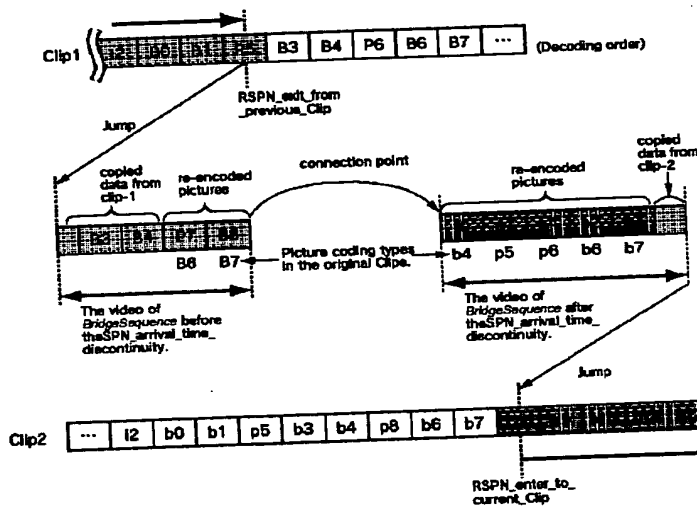 Clip1
B3 B4 P6 B6 B7 ...
(Decoding order)
RSPN_exit_from
_previous_Clip
Jump
copied
data from
clip-1
re-encoded
pictures
connection point
re-encoded
pictures
copied
data from
clip-2
B6 B7
Picture coding types
in the original Clips.
b4 p5 p6 b6 b7
The video of
BridgeSequence before
theSPN_arrival_time_
discontinuity.
The video of
BridgeSequence after
theSPN_arrival_time_
discontinuity.
Jump
Clip2
... I2 b0 b1 p5 b3 b4 p8 b6 b7
RSPN_enter_to_
current_Clip